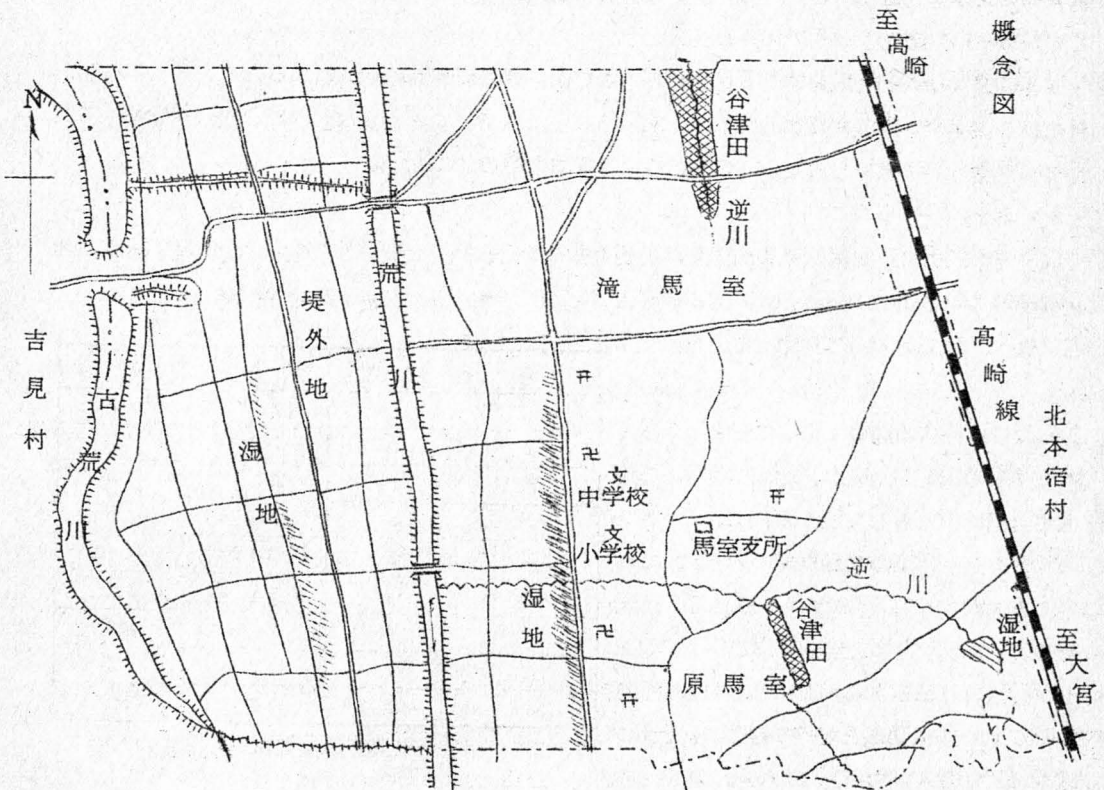 概念図
至高崎
N
谷津田
逆川
滝馬室
荒川
堤外地
吉見村
古荒川
湿地
高崎線
北本宿村
文
中学校
文
小学校
馬室支所
逆川
湿地
谷津田
湿地
原馬室
至大宮